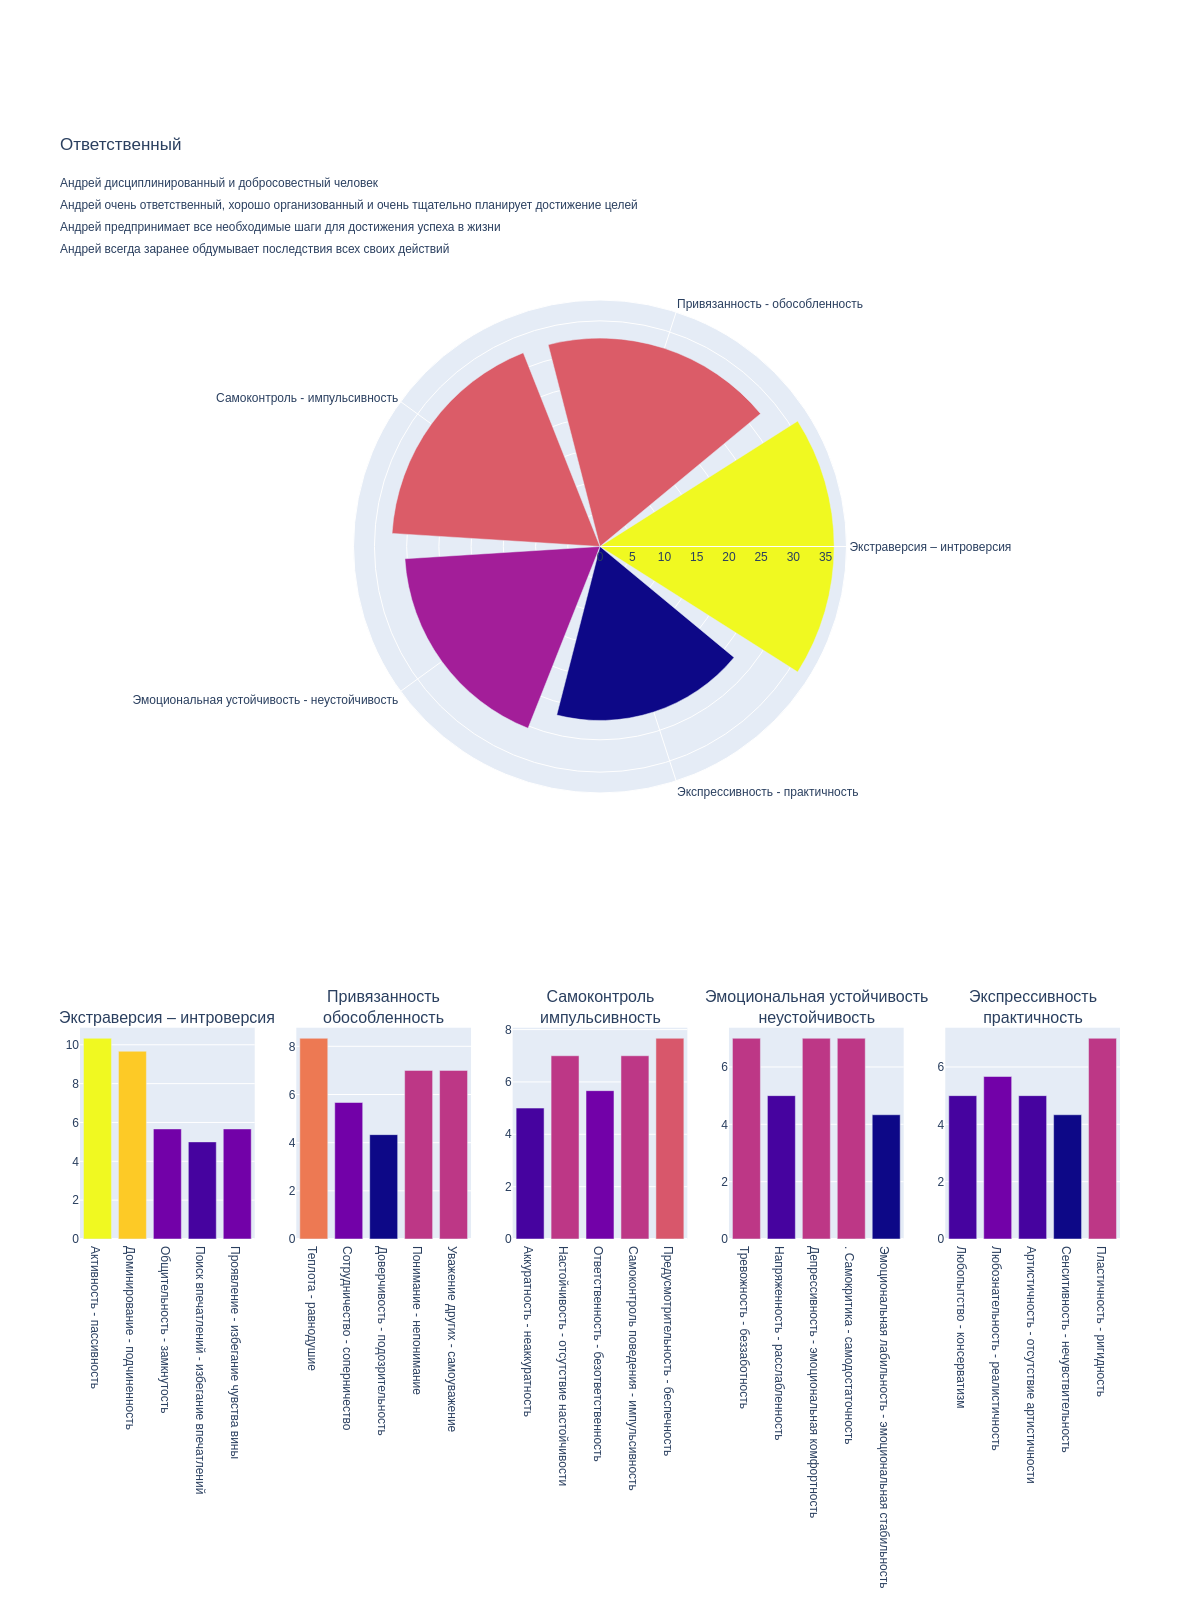 Ответственный
Андрей дисциплинированный и добросовестный человек
Андрей очень ответственный, хорошо организованный и очень тщательно планирует достижение целей
Андрей предпринимает все необходимые шаги для достижения успеха в жизни
Андрей всегда заранее обдумывает последствия всех своих действий
Привязанность - обособленность
Самоконтроль - импульсивность
Экстраверсия – интроверсия
0 5 10 15 20 25 30 35
Эмоциональная устойчивость - неустойчивость
Экспрессивность - практичность
Экстраверсия – интроверсия
10
8
6
4
2
0
Активность - пассивность
Доминирование - подчиненность
Общительность - замкнутость
Поиск впечатлений - избегание впечатлений
Проявление - избегание чувства вины
Привязанность
обособленность
8
6
4
2
0
Теплота - равнодушие
Сотрудничество - соперничество
Доверчивость - подозрительность
Понимание - непонимание
Уважение других - самоуважение
Самоконтроль
импульсивность
8
6
4
2
0
Аккуратность - неаккуратность
Настойчивость - отсутствие настойчивости
Ответственность - безответственность
Самоконтроль поведения - импульсивность
Предусмотрительность - беспечность
Эмоциональная устойчивость
неустойчивость
6
4
2
0
Тревожность - беззаботность
Напряженность - расслабленность
Депрессивность - эмоциональная комфортность
. Самокритика - самодостаточность
Эмоциональная лабильность - эмоциональная стабильность
Экспрессивность
практичность
6
4
2
0
Любопытство - консерватизм
Любознательность - реалистичность
Артистичность - отсутствие артистичности
Сенситивность - нечувствительность
Пластичность - ригидность